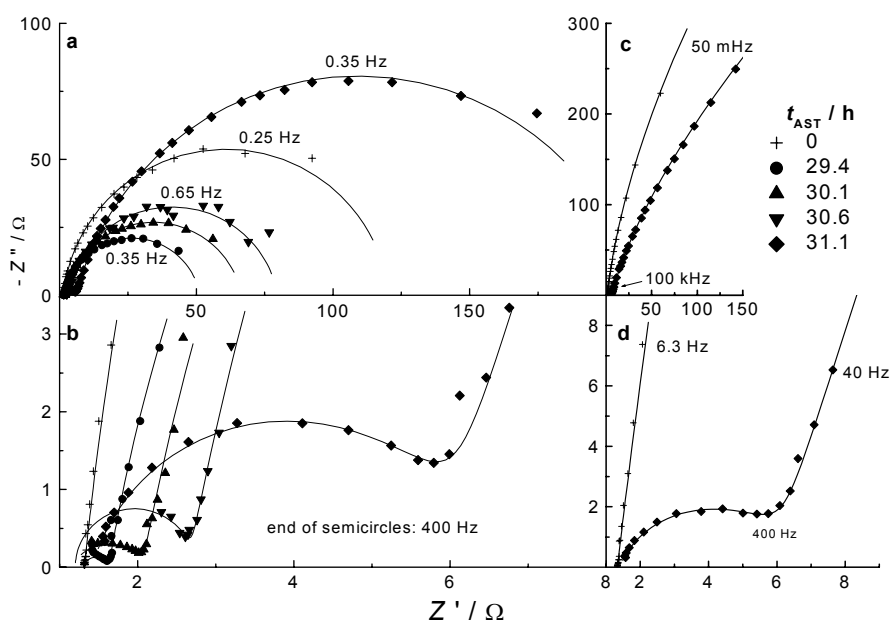 100
a
0.35 Hz
0.25 Hz
0.65 Hz
0.35 Hz
50
0
50
100
150
- Z '' / Ω
300
c
50 mHz
200
100
100 kHz
0
50
100
150
t AST / h
0
29.4
30.1
30.6
31.1
3
b
2
1
0
end of semicircles: 400 Hz
2
4
6
8
8
d
6.3 Hz
40 Hz
6
4
2
0
400 Hz
2
4
6
8
Z ' / Ω